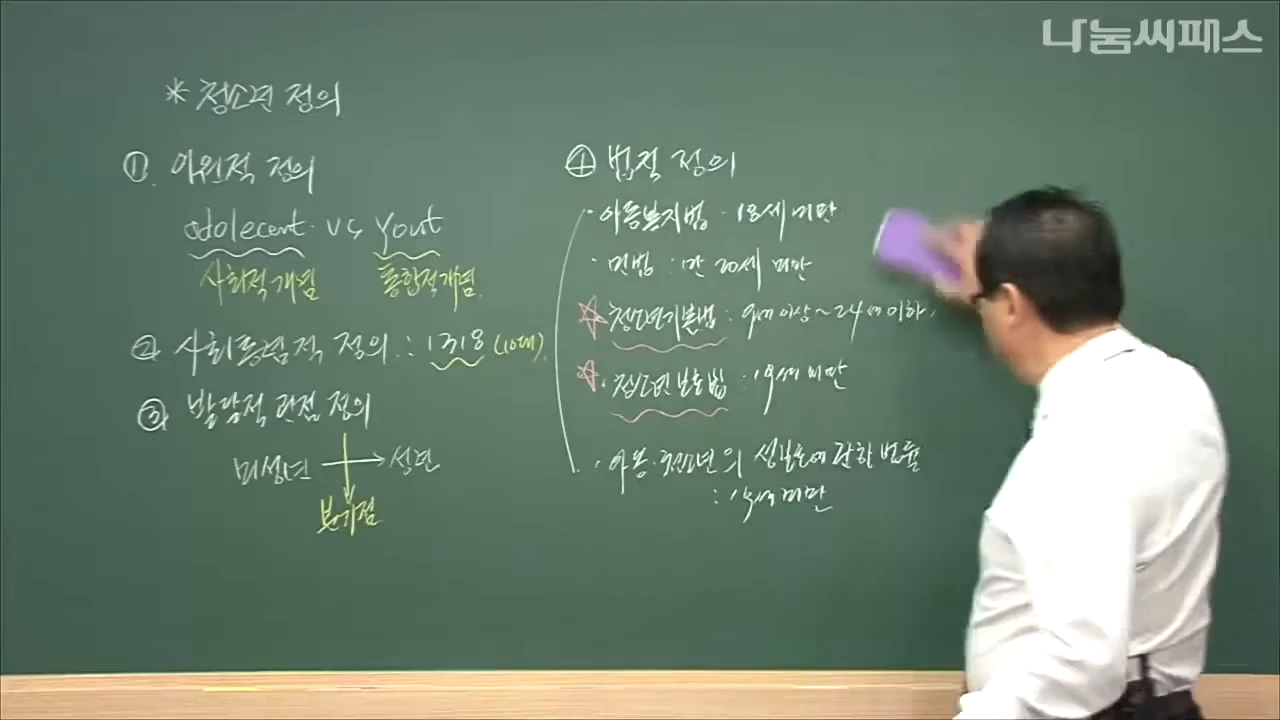 나눔씨패스
* 청소년 정의
① 어원적 정의
adolecent vs yout
사회적개념 통합적개념
② 사회통념적 정의 : 1318 (10대)
③ 발달적 관점 정의
미성년 → 성년
분기점
④ 법적 정의
· 아동복지법 · 18세 미만
· 민법 : 만 20세 미만
☆ 청소년기본법 : 9세 이상 ~ 24세 이하
☆ · 청소년보호법 : 19세 미만
· 아동·청소년의 성보호에 관한 법률
: 19세 미만